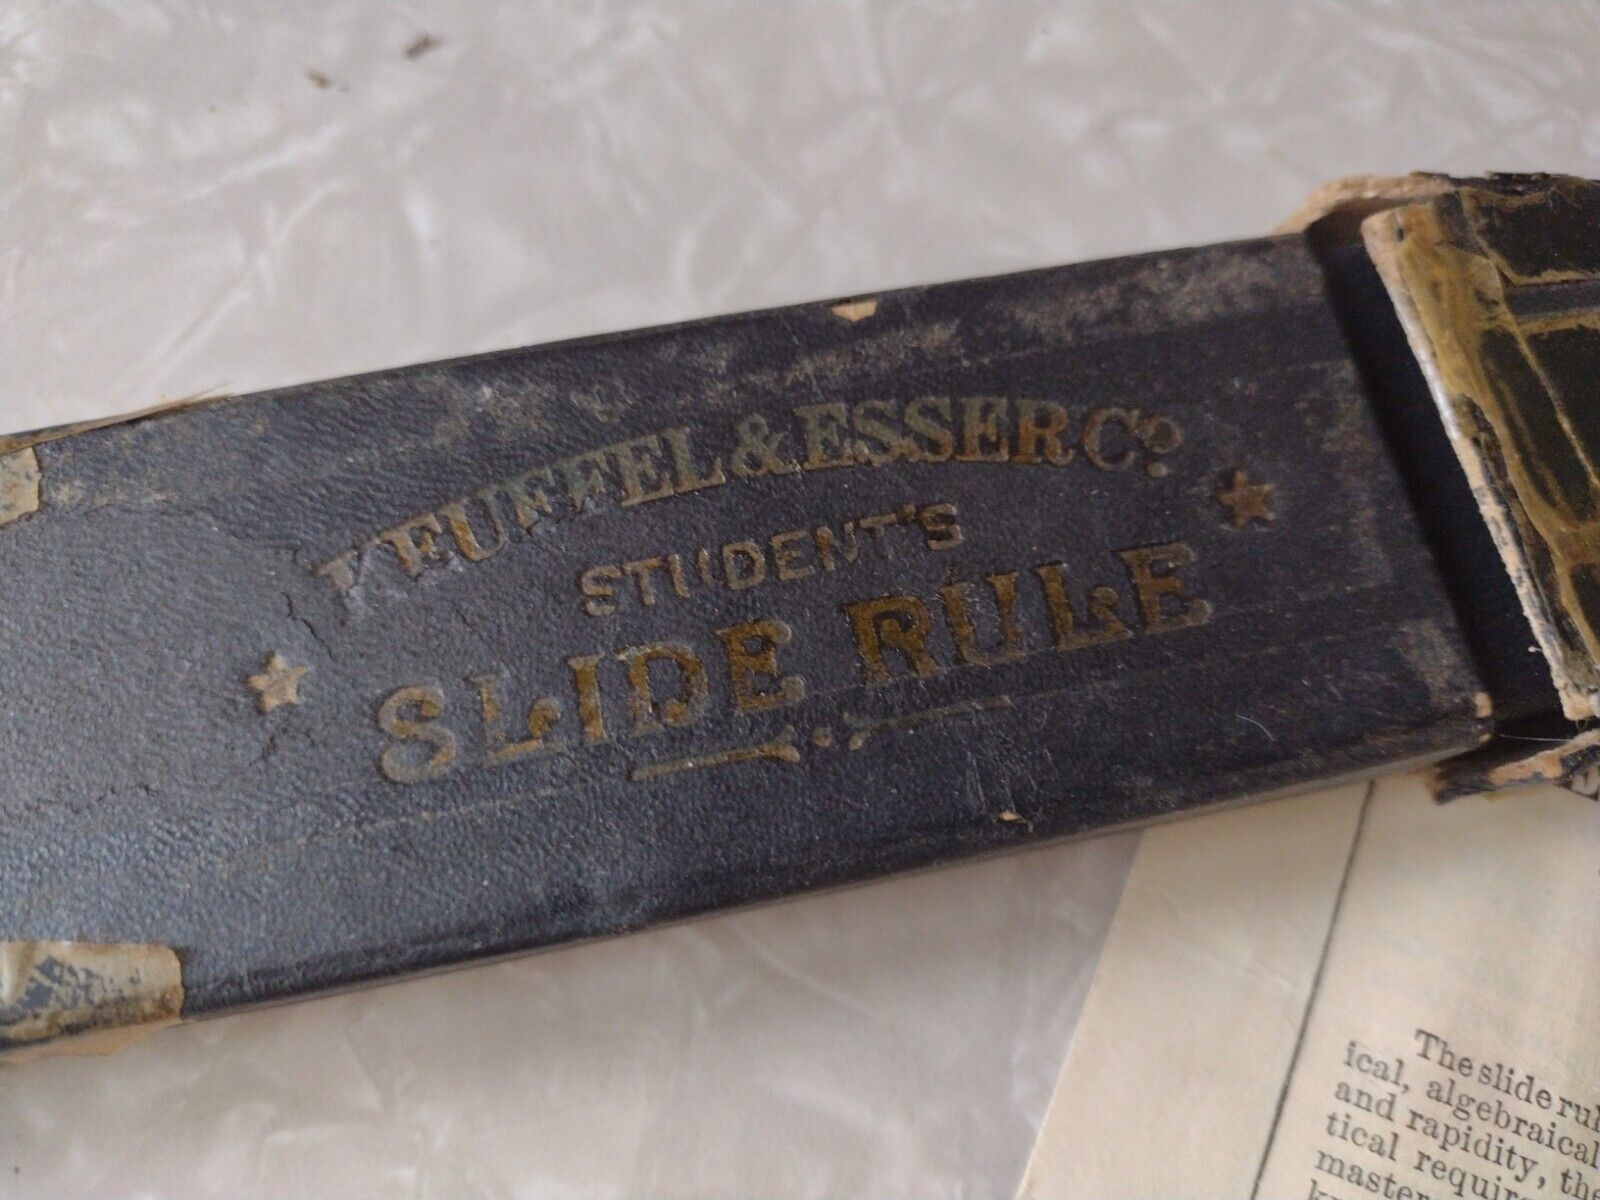 KEUFFEL & ESSER Co.
STUDENT'S
SLIDE RULE
The slide rul
ical, algebraical
and rapidity, the
tical requir
master